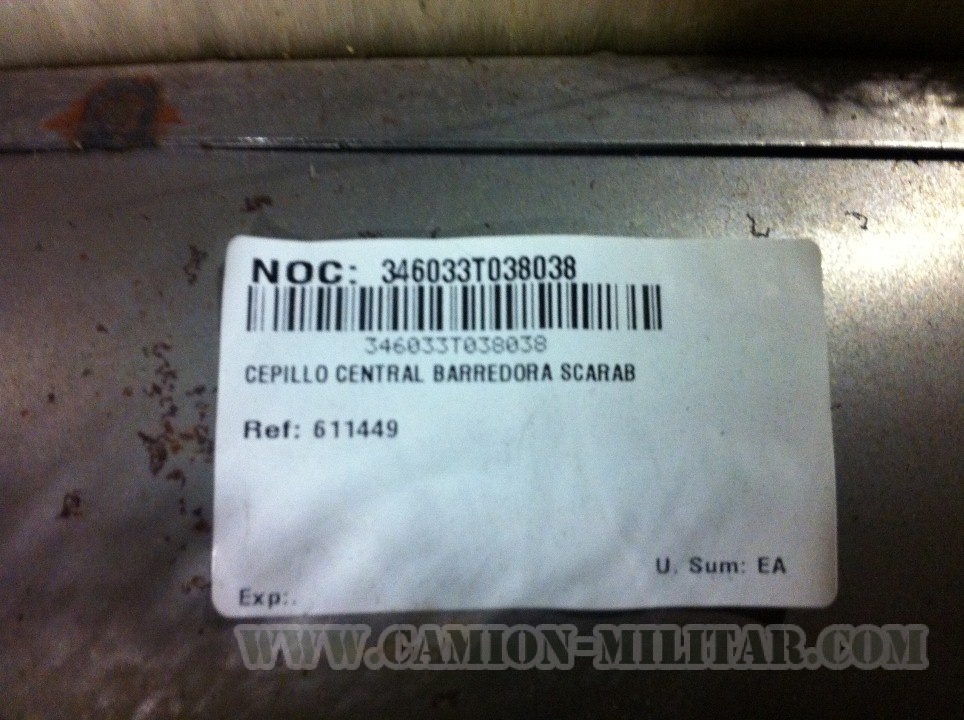 NOC: 346033T038038
346033T038038
CEPILLO CENTRAL BARREDORA SCARAB
Ref: 611449
U. Sum: EA
Exp:.
WWW.CAMION-MILITAR.COM